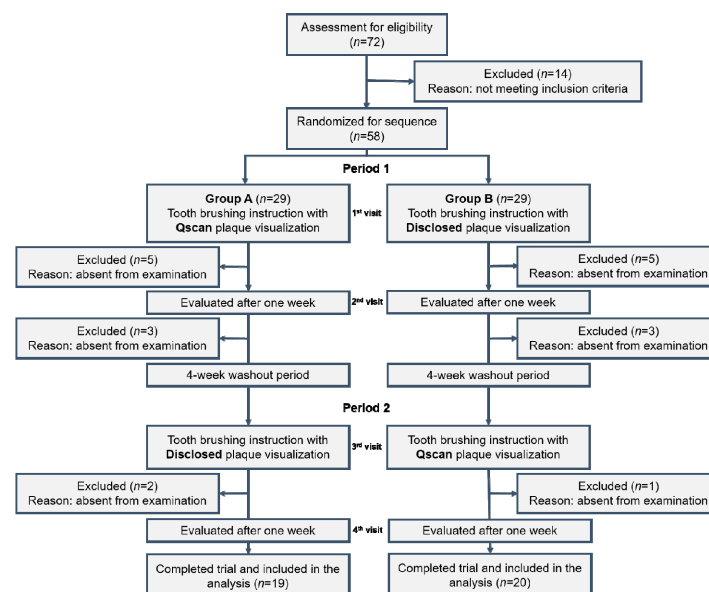 Assessment for eligibility
(n=72)
Excluded (n=14)
Reason: not meeting inclusion criteria
Randomized for sequence
(n=58)
Period 1
Group A (n=29)
Tooth brushing instruction with
Qscan plaque visualization
1st visit
Group B (n=29)
Tooth brushing instruction with
Disclosed plaque visualization
Excluded (n=5)
Reason: absent from examination
Excluded (n=5)
Reason: absent from examination
Evaluated after one week
2nd visit
Evaluated after one week
Excluded (n=3)
Reason: absent from examination
Excluded (n=3)
Reason: absent from examination
4-week washout period
4-week washout period
Period 2
Tooth brushing instruction with
Disclosed plaque visualization
3rd visit
Tooth brushing instruction with
Qscan plaque visualization
Excluded (n=2)
Reason: absent from examination
Excluded (n=1)
Reason: absent from examination
Evaluated after one week
4th visit
Evaluated after one week
Completed trial and included in the
analysis (n=19)
Completed trial and included in the
analysis (n=20)